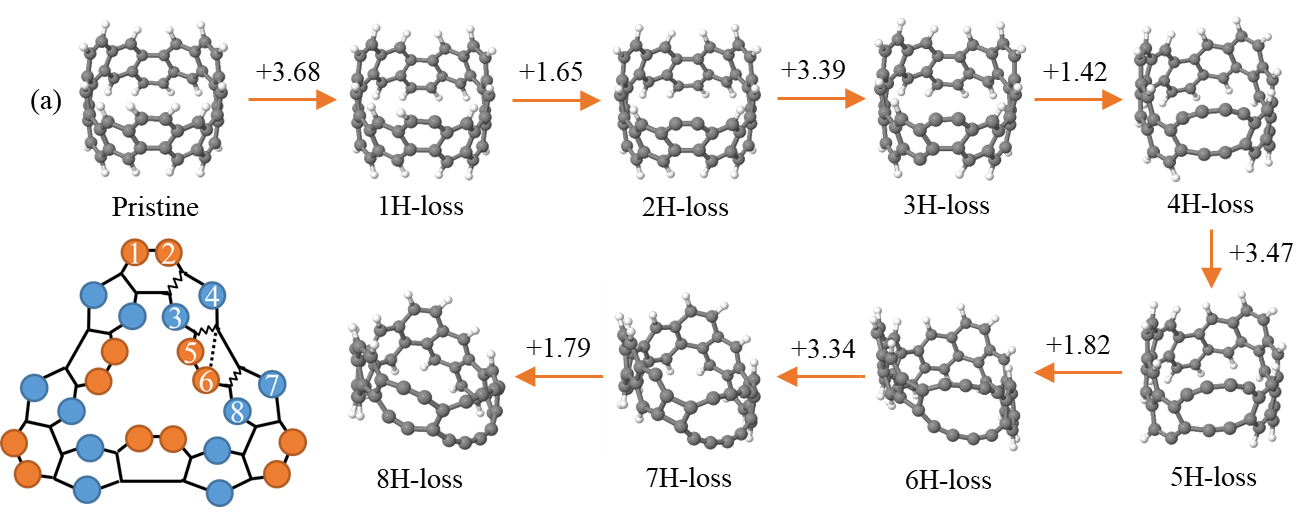 (a)
+3.68
+1.65
+3.39
+1.42
Pristine
1H-loss
2H-loss
3H-loss
4H-loss
+3.47
1 2
4
3
5
6
7
8
+1.79
+3.34
+1.82
8H-loss
7H-loss
6H-loss
5H-loss